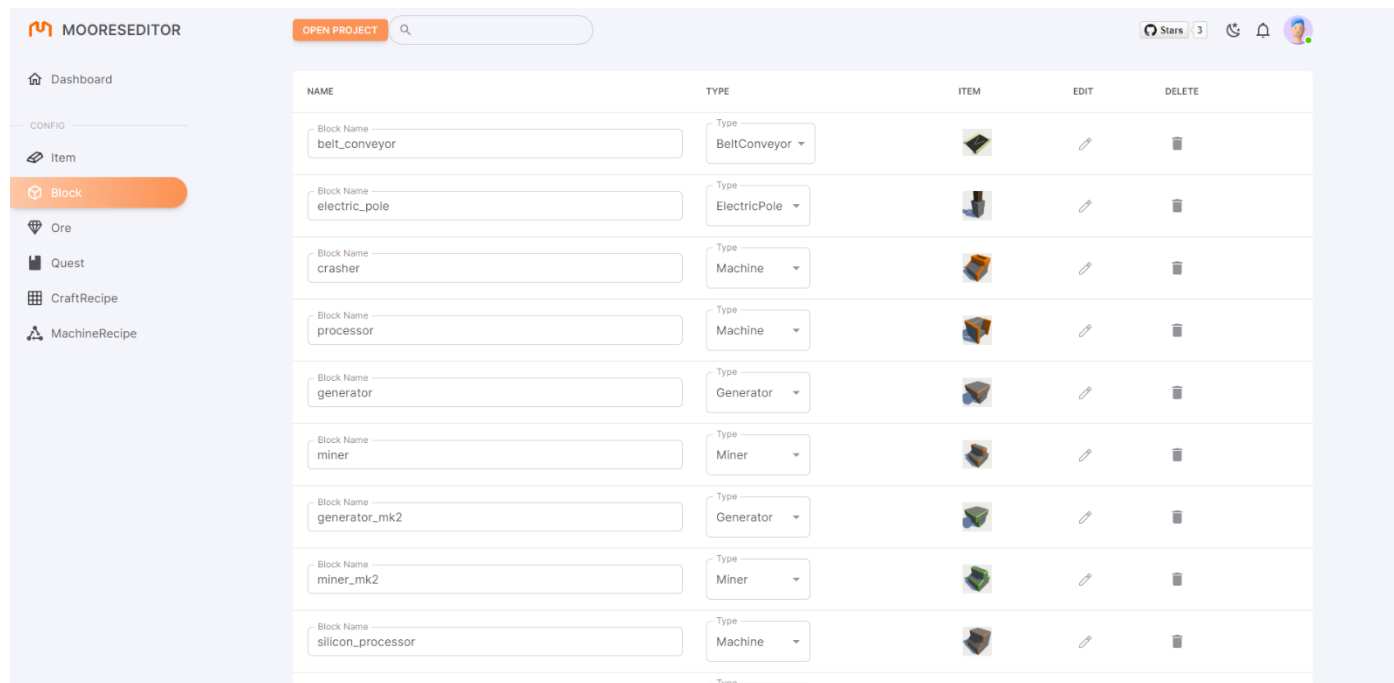 MOORESEDITOR
OPEN PROJECT
Stars 3
Dashboard
CONFIG
Item
Block
Ore
Quest
CraftRecipe
MachineRecipe
NAME TYPE ITEM EDIT DELETE
Block Name Type
belt_conveyor BeltConveyor
Block Name Type
electric_pole ElectricPole
Block Name Type
crasher Machine
Block Name Type
processor Machine
Block Name Type
generator Generator
Block Name Type
miner Miner
Block Name Type
generator_mk2 Generator
Block Name Type
miner_mk2 Miner
Block Name Type
silicon_processor Machine
Type